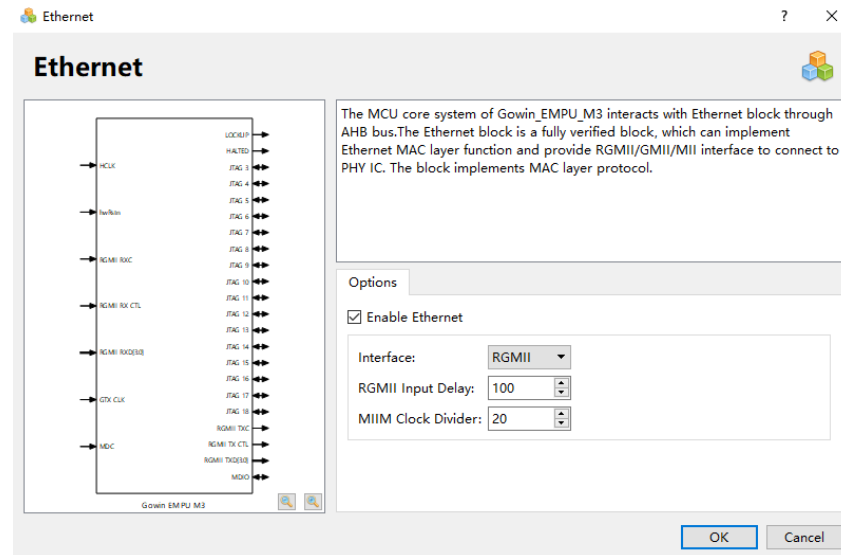 Ethernet
? ×
Ethernet
LOCKUP
HALTED
HCLK
JTAG 3
JTAG 4
JTAG 5
hwRstn
JTAG 6
JTAG 7
JTAG 8
RGMII RXC
JTAG 9
JTAG 10
JTAG 11
RGMII RX CTL
JTAG 12
JTAG 13
JTAG 14
RGMII RXD[3:0]
JTAG 15
JTAG 16
JTAG 17
GTX CLK
JTAG 18
RGMII TXC
MDC
RGMII TX CTL
RGMII TXD[3:0]
MDIO
Gowin EMPU M3
The MCU core system of Gowin_EMPU_M3 interacts with Ethernet block through
AHB bus.The Ethernet block is a fully verified block, which can implement
Ethernet MAC layer function and provide RGMII/GMII/MII interface to connect to
PHY IC. The block implements MAC layer protocol.
Options
Enable Ethernet
Interface: RGMII
RGMII Input Delay: 100
MIIM Clock Divider: 20
OK Cancel